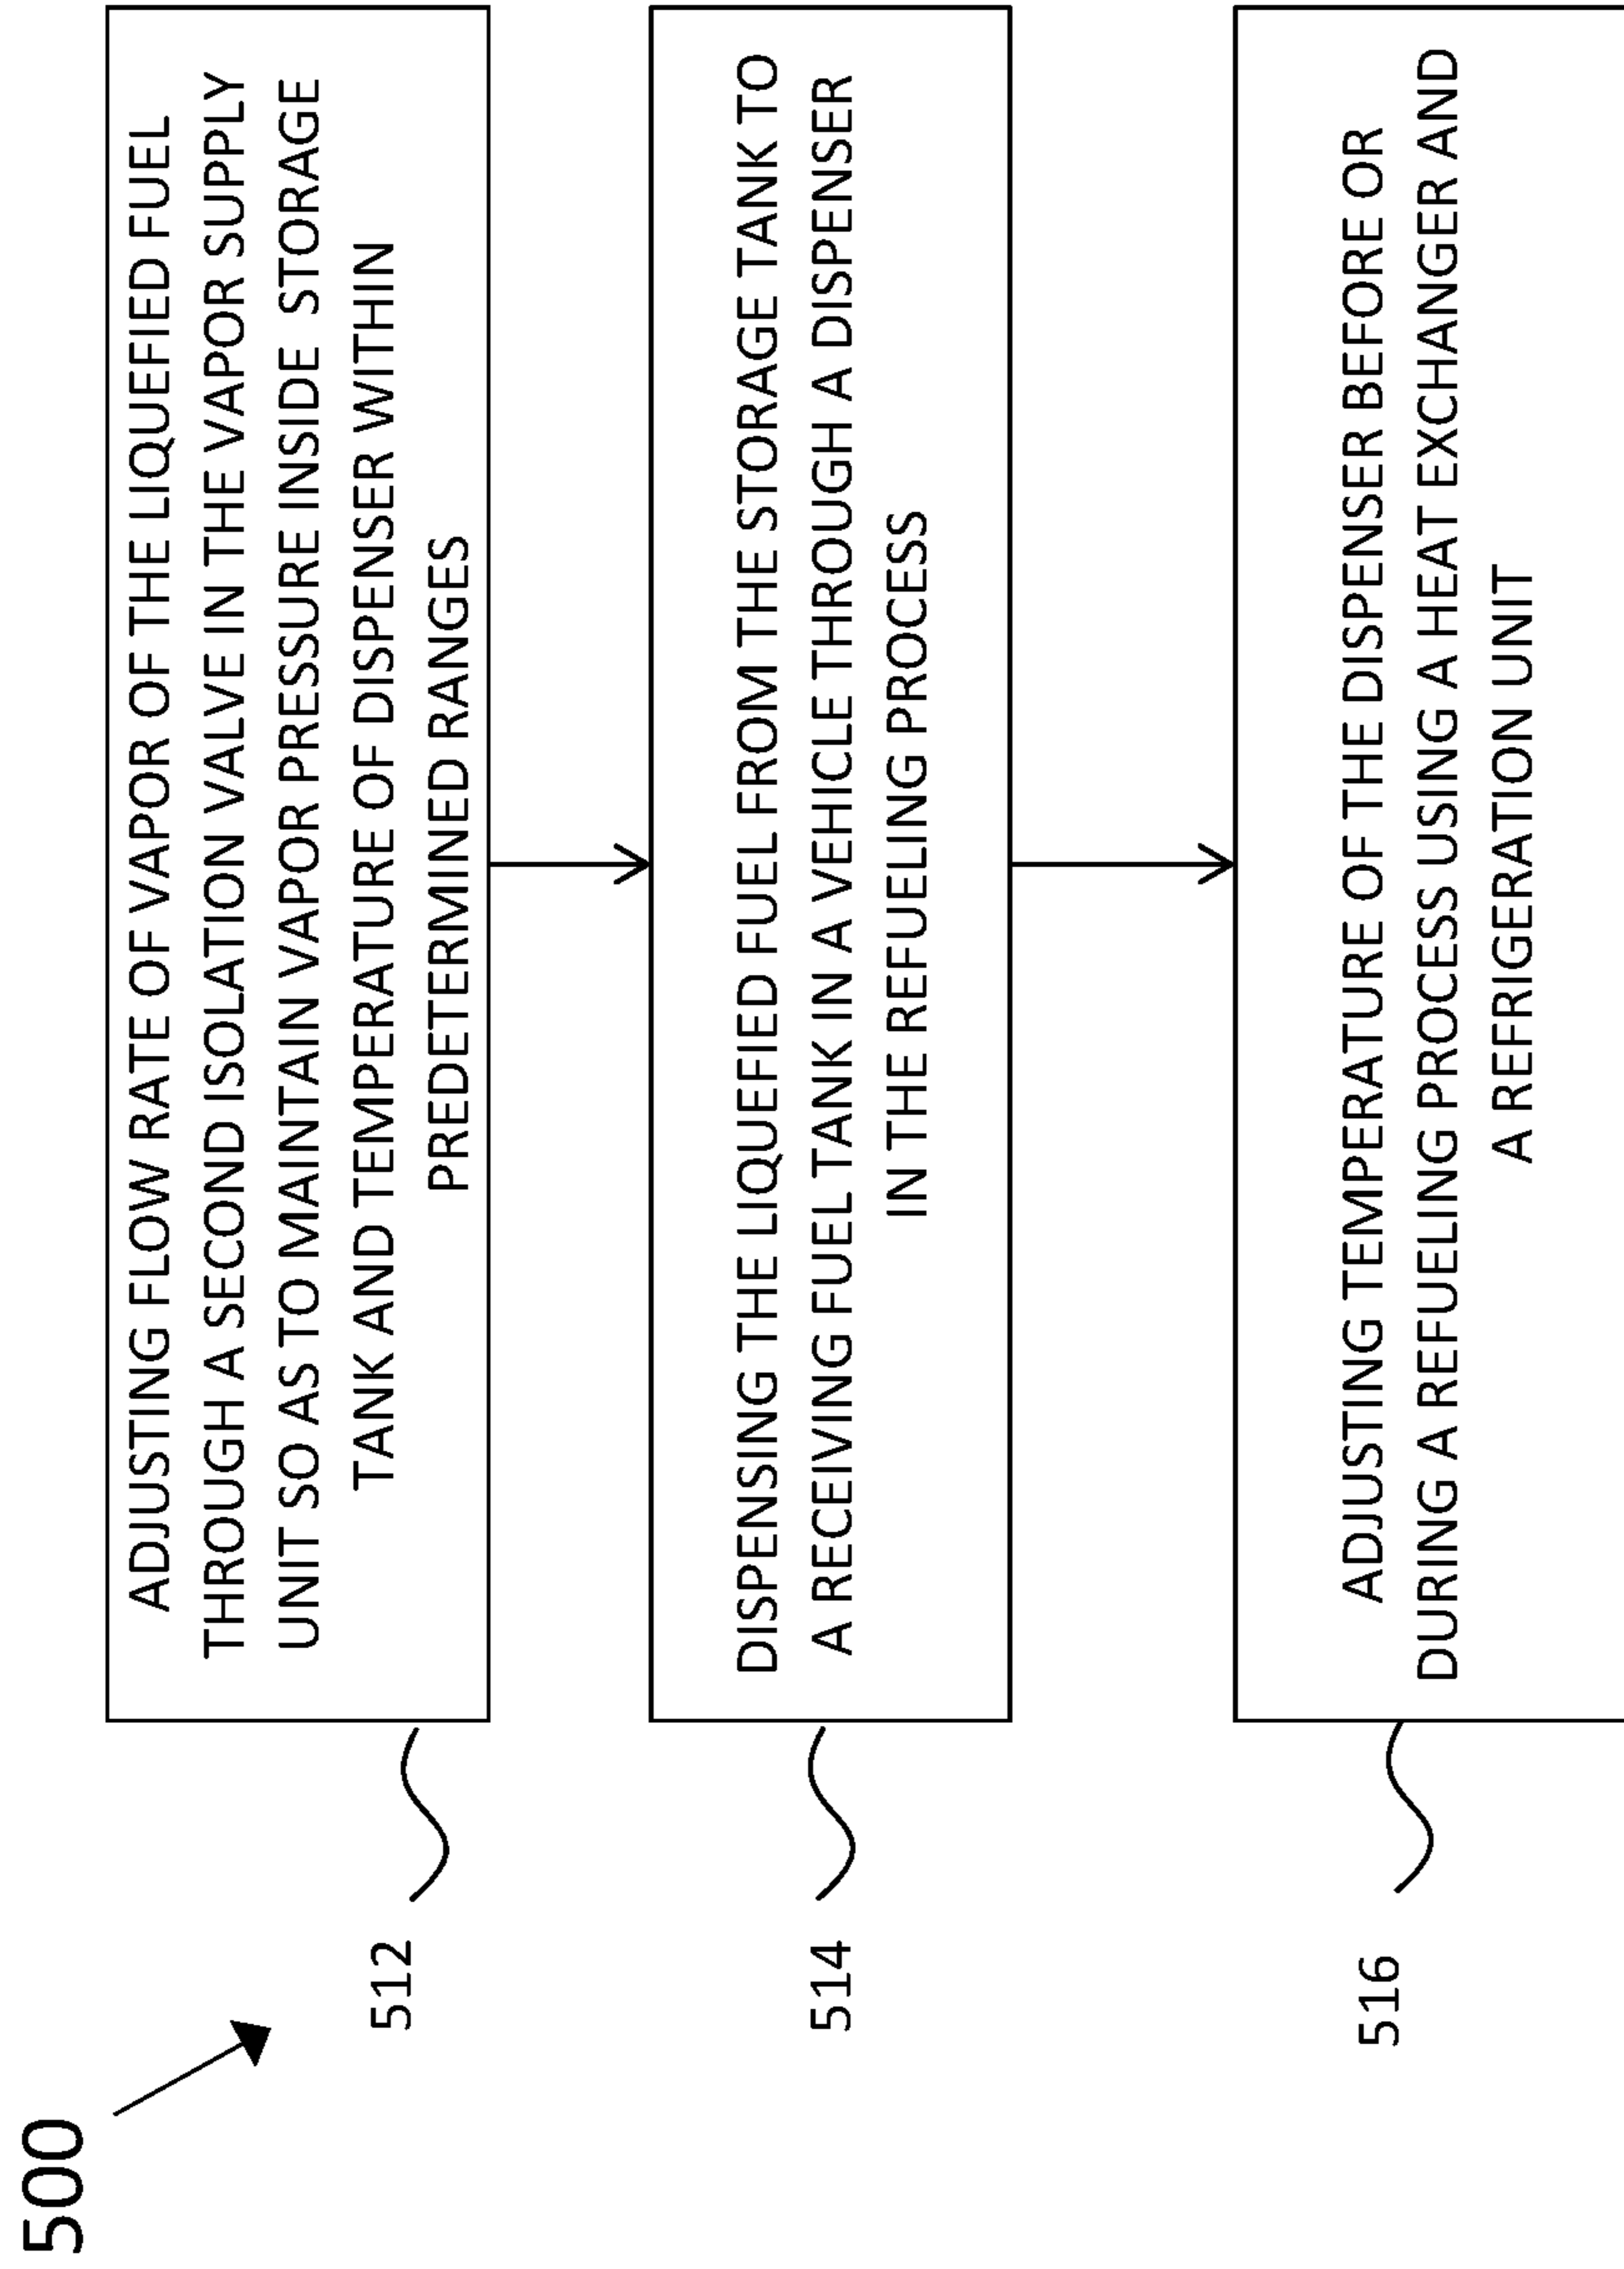 500
512
ADJUSTING FLOW RATE OF VAPOR OF THE LIQUEFIED FUEL
THROUGH A SECOND ISOLATION VALVE IN THE VAPOR SUPPLY
UNIT SO AS TO MAINTAIN VAPOR PRESSURE INSIDE STORAGE
TANK AND TEMPERATURE OF DISPENSER WITHIN
PREDETERMINED RANGES
514
DISPENSING THE LIQUEFIED FUEL FROM THE STORAGE TANK TO
A RECEIVING FUEL TANK IN A VEHICLE THROUGH A DISPENSER
IN THE REFUELING PROCESS
516
ADJUSTING TEMPERATURE OF THE DISPENSER BEFORE OR
DURING A REFUELING PROCESS USING A HEAT EXCHANGER AND
A REFRIGERATION UNIT